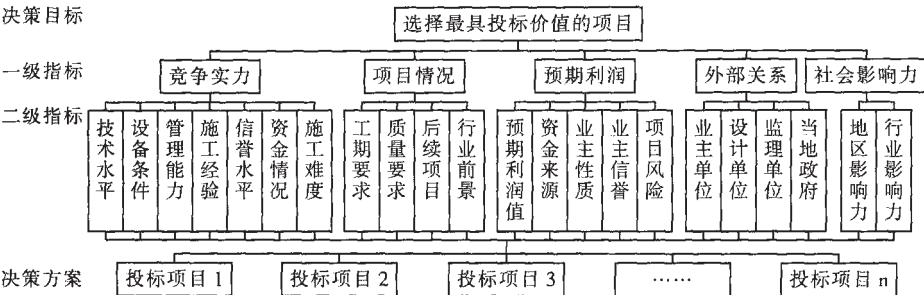 决策目标
选择最具投标价值的项目
一级指标
竞争实力
项目情况
预期利润
外部关系
社会影响力
二级指标
技术水平
设备条件
管理能力
施工经验
信誉水平
资金情况
施工难度
工期要求
质量要求
后续项目
行业前景
预期利润值
资金来源
业主性质
业主信誉
项目风险
业主单位
设计单位
监理单位
当地政府
地区影响力
行业影响力
决策方案
投标项目 1
投标项目 2
投标项目 3
……
投标项目 n